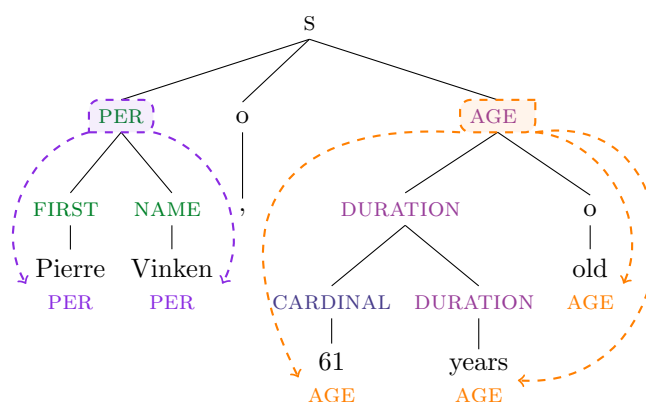 S
PER O AGE
FIRST NAME , DURATION O
Pierre Vinken old
PER PER CARDINAL DURATION AGE
61 years
AGE AGE